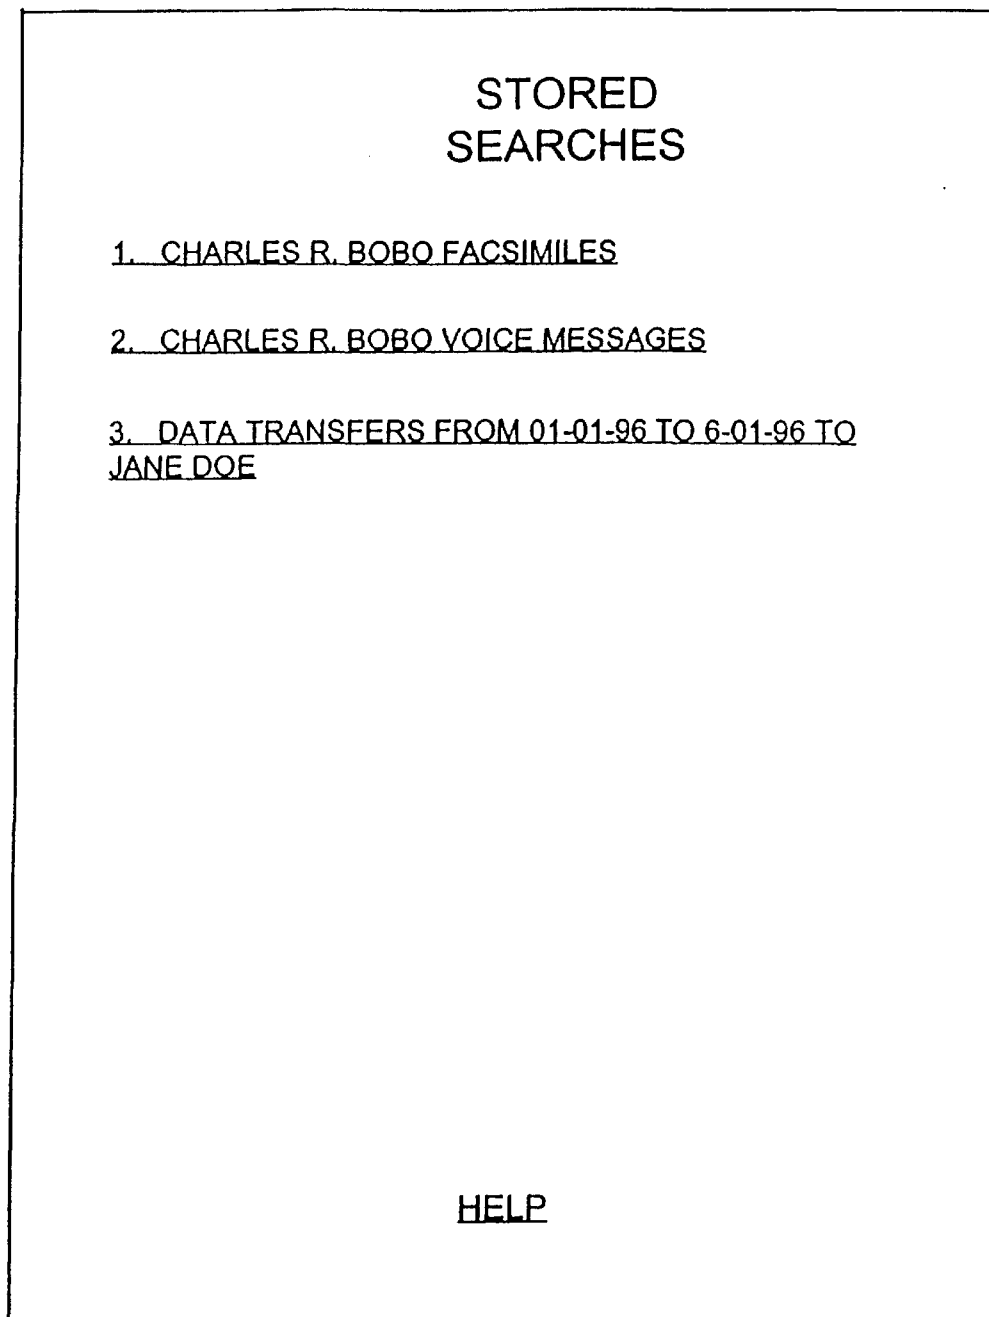 STORED
SEARCHES
1. CHARLES R. BOBO FACSIMILES
2. CHARLES R. BOBO VOICE MESSAGES
3. DATA TRANSFERS FROM 01-01-96 TO 6-01-96 TO
JANE DOE
HELP